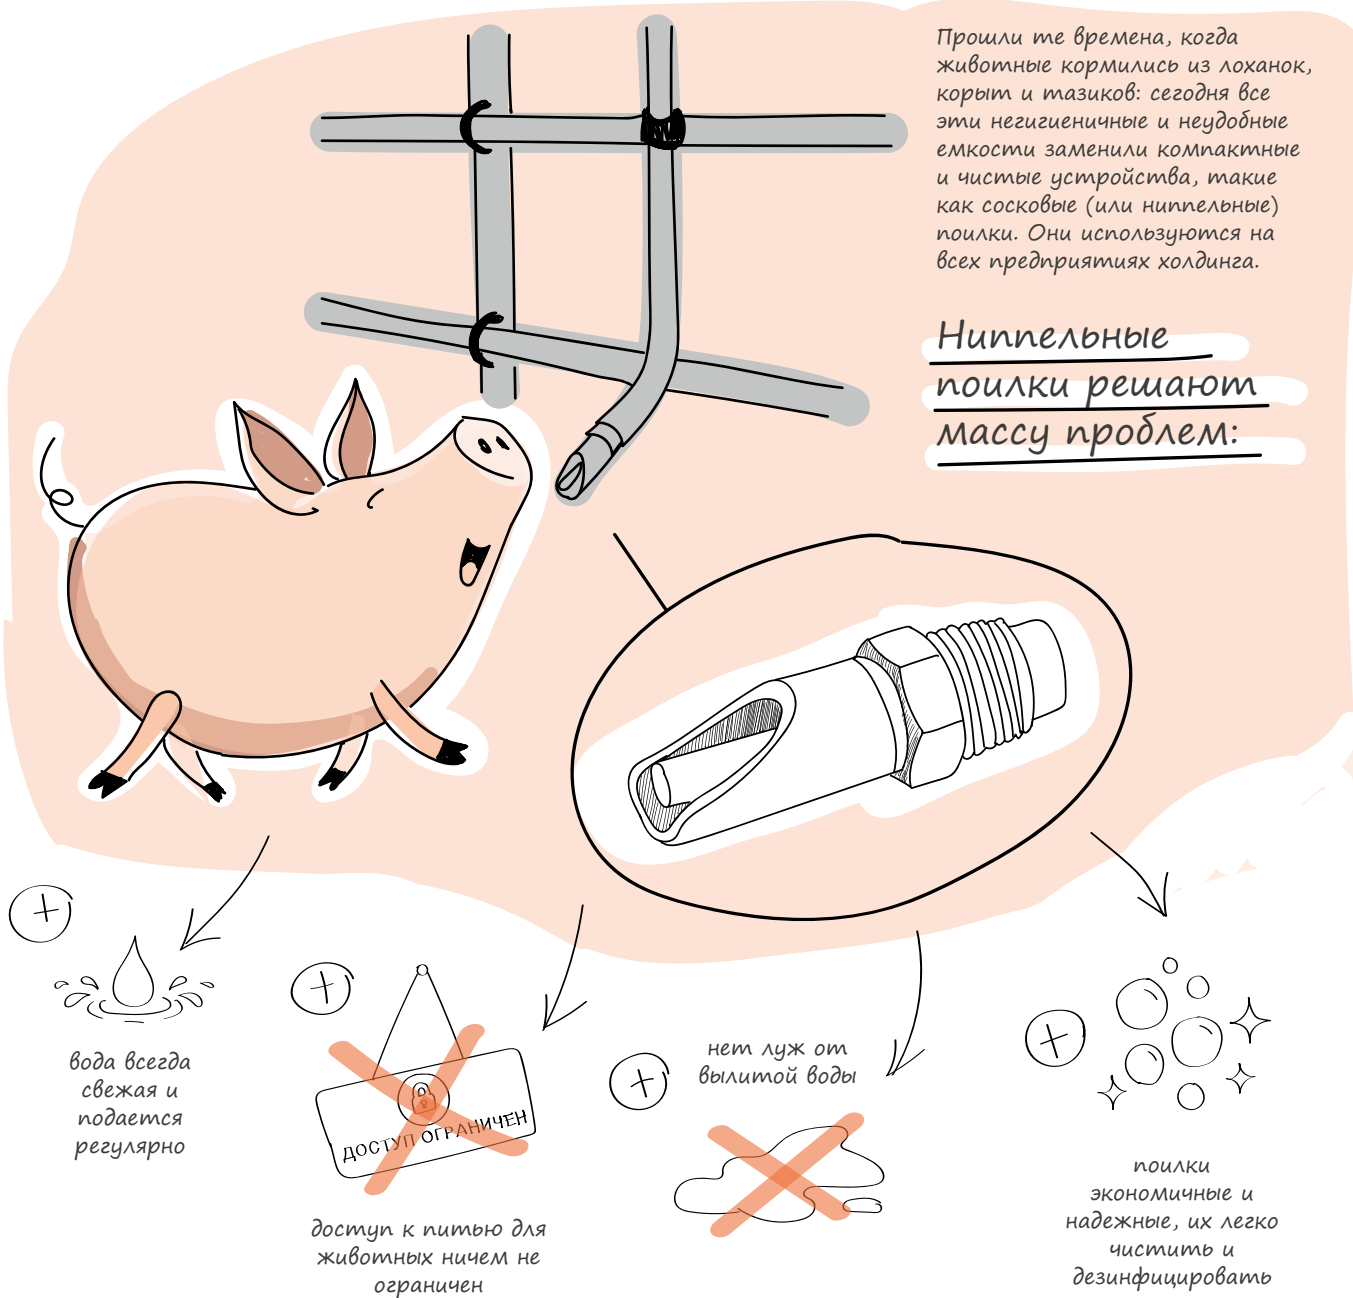 Прошли те времена, когда
животные кормились из лоханок,
корыт и тазиков: сегодня все
эти негигиеничные и неудобные
емкости заменили компактные
и чистые устройства, такие
как сосковые (или ниппельные)
поилки. Они используются на
всех предприятиях холдинга.
Ниппельные
поилки решают
массу проблем:
вода всегда
свежая и
подается
регулярно
ДОСТУП ОГРАНИЧЕН
доступ к питью для
животных ничем не
ограничен
нет луж от
вылитой воды
поилки
экономичные и
надежные, их легко
чистить и
дезинфицировать